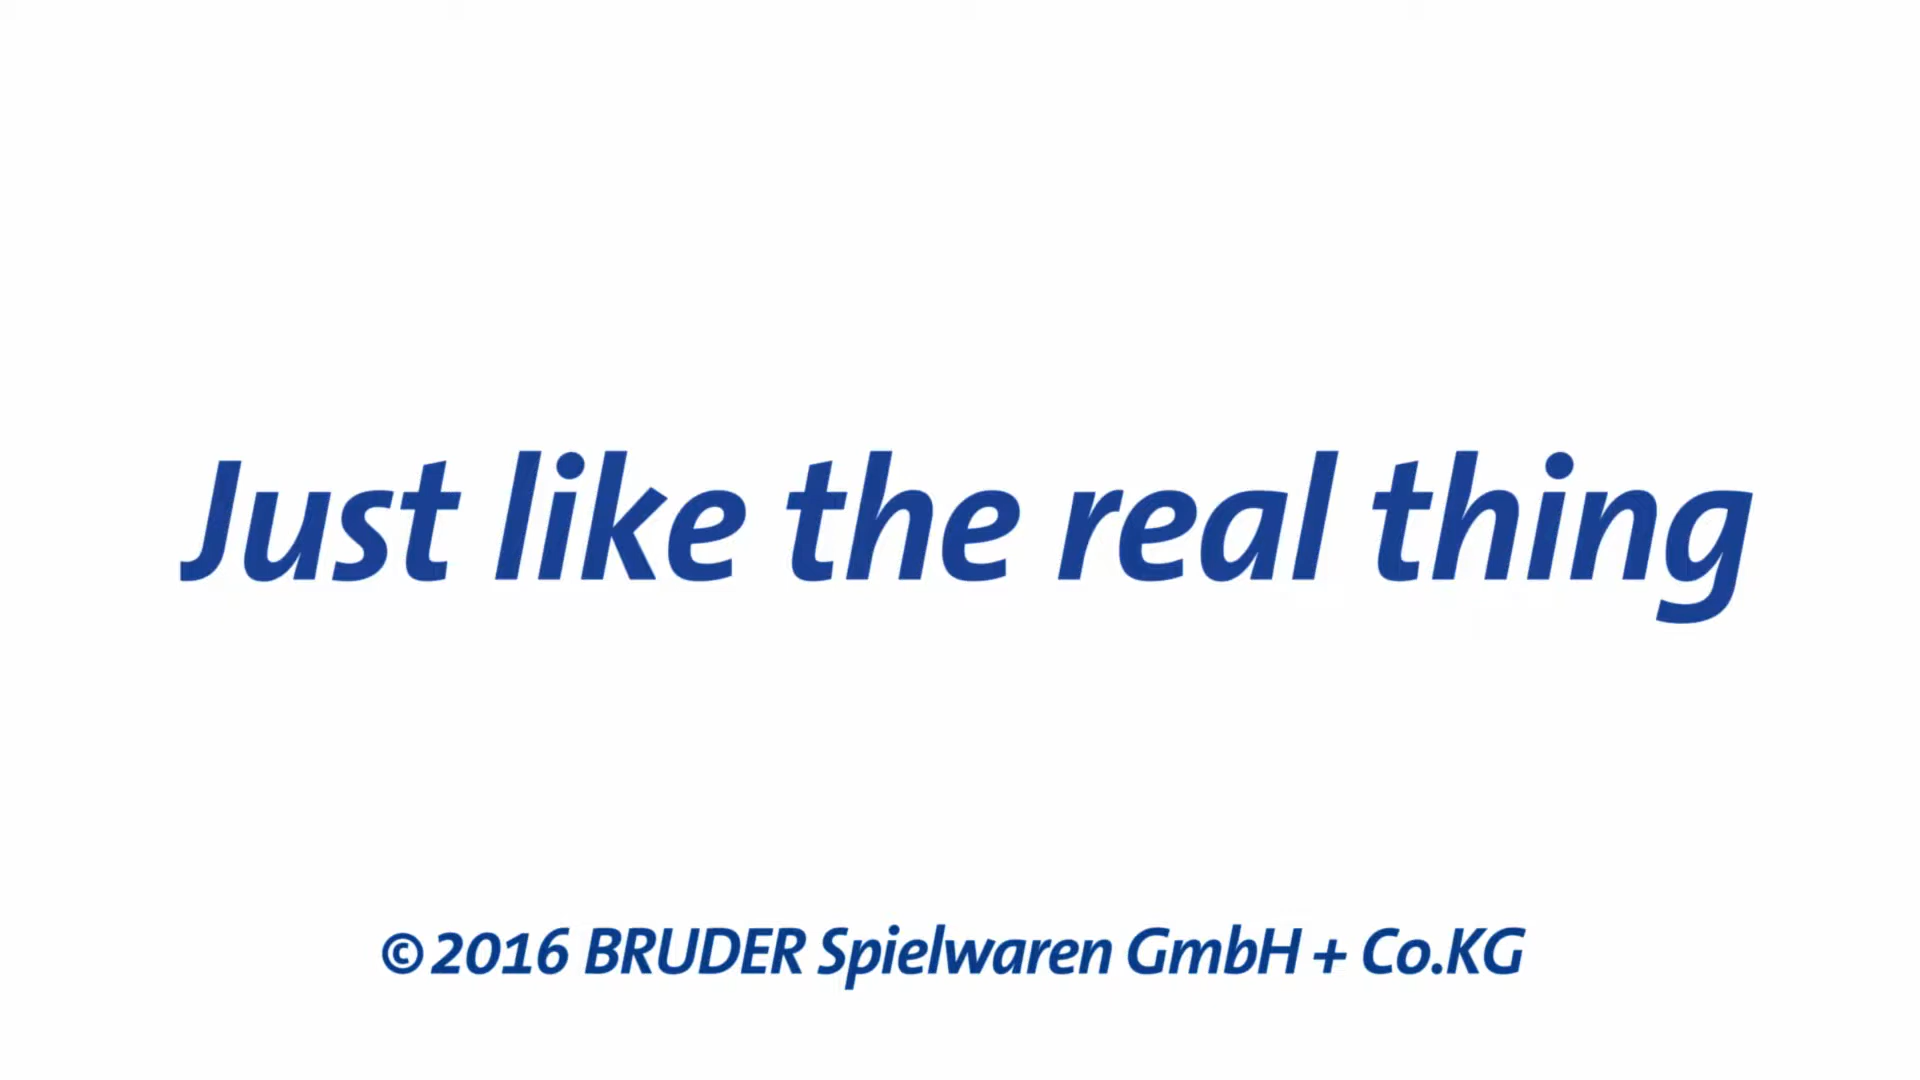 Just like the real thing
© 2016 BRUDER Spielwaren GmbH + Co.KG